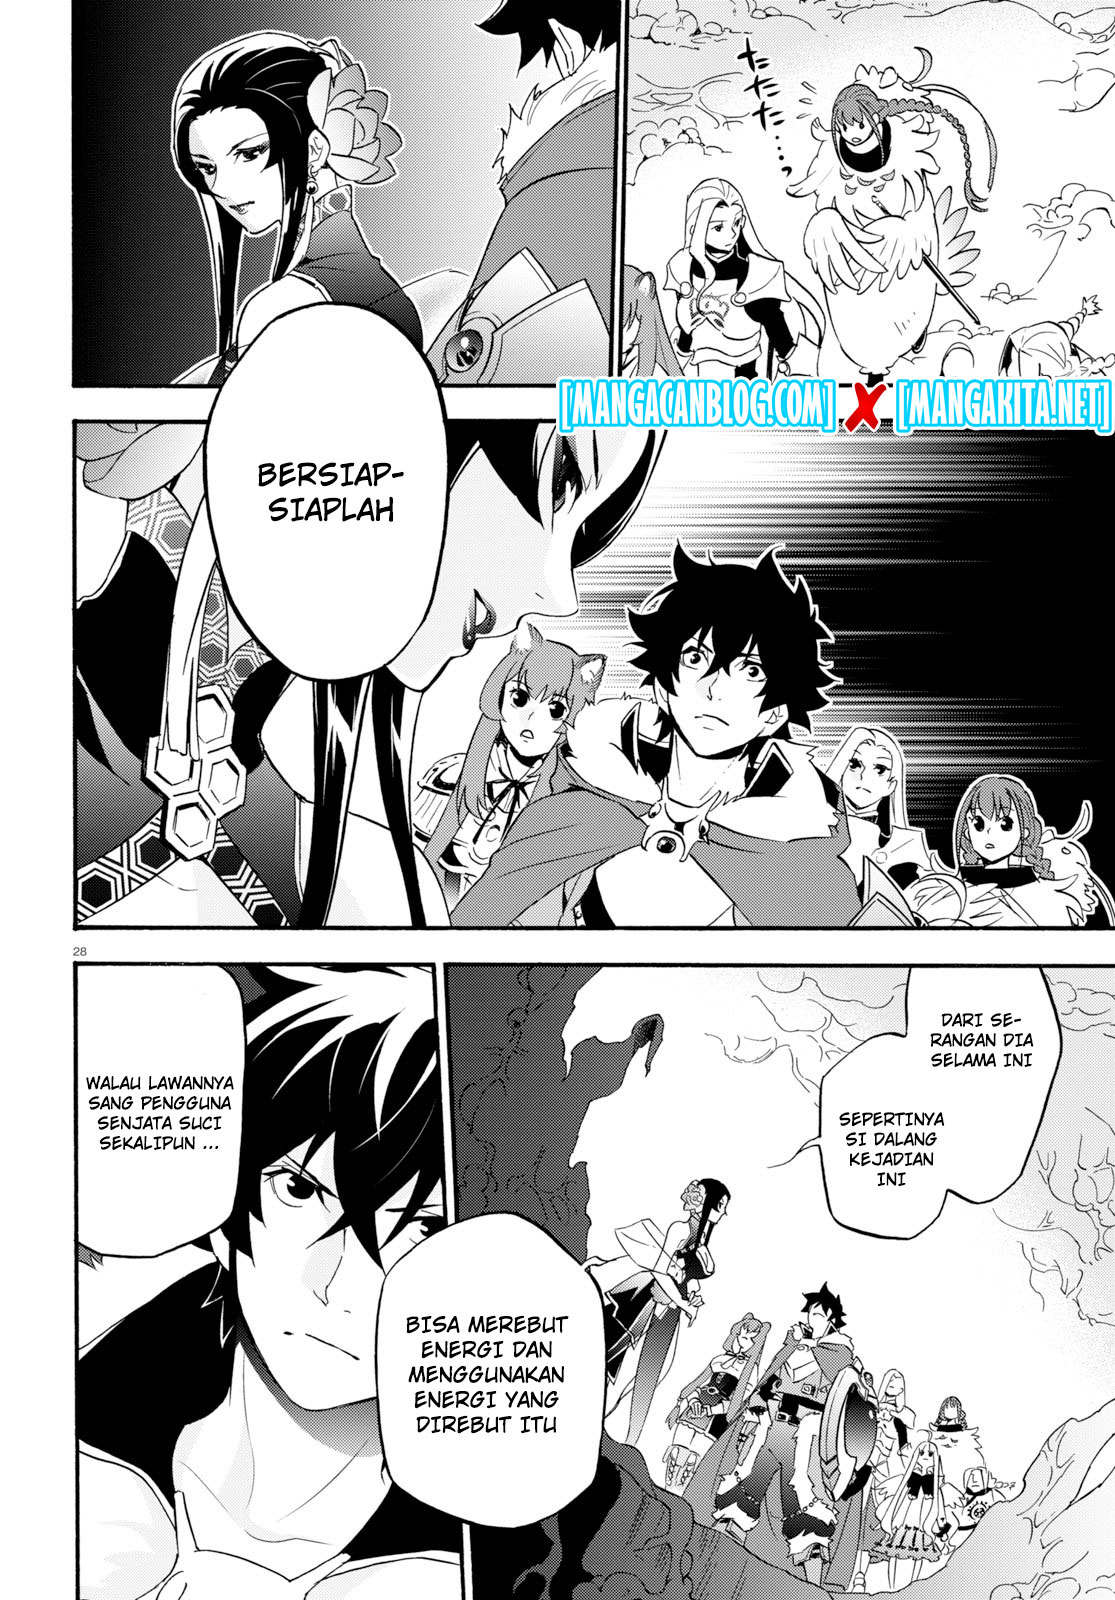 たたたた…
[MANGACANBLOG.COM] X [MANGAKITA.NET]
BERSIAP-
SIAPLAH
28
DARI SE-
RANGAN DIA
SELAMA INI
SEPERTINYA
SI DALANG
KEJADIAN
INI
WALAU LAWANNYA
SANG PENGGUNA
SENJATA SUCI
SEKALIPUN ...
BISA MEREBUT
ENERGI DAN
MENGGUNAKAN
ENERGI YANG
DIREBUT ITU